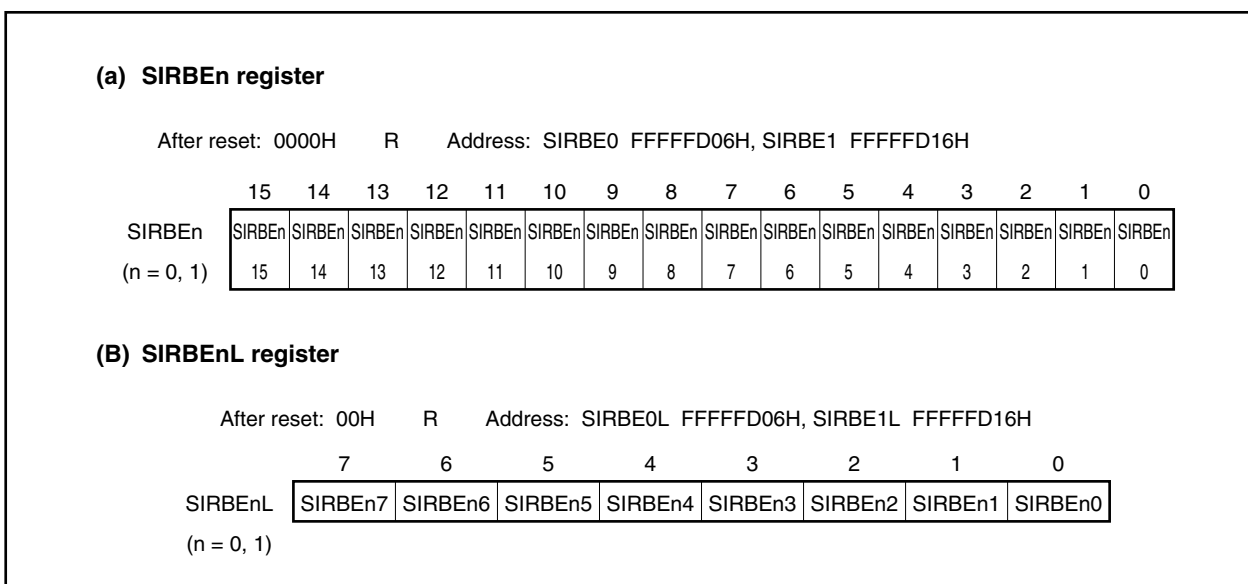 (a) SIRBEn register
After reset: 0000H R Address: SIRBE0 FFFFFD06H, SIRBE1 FFFFFD16H
15 14 13 12 11 10 9 8 7 6 5 4 3 2 1 0
SIRBEn SIRBEn SIRBEn SIRBEn SIRBEn SIRBEn SIRBEn SIRBEn SIRBEn SIRBEn SIRBEn SIRBEn SIRBEn SIRBEn SIRBEn SIRBEn SIRBEn
(n = 0, 1) 15 14 13 12 11 10 9 8 7 6 5 4 3 2 1 0
(B) SIRBEnL register
After reset: 00H R Address: SIRBE0L FFFFFD06H, SIRBE1L FFFFFD16H
7 6 5 4 3 2 1 0
SIRBEnL SIRBEn7 SIRBEn6 SIRBEn5 SIRBEn4 SIRBEn3 SIRBEn2 SIRBEn1 SIRBEn0
(n = 0, 1)